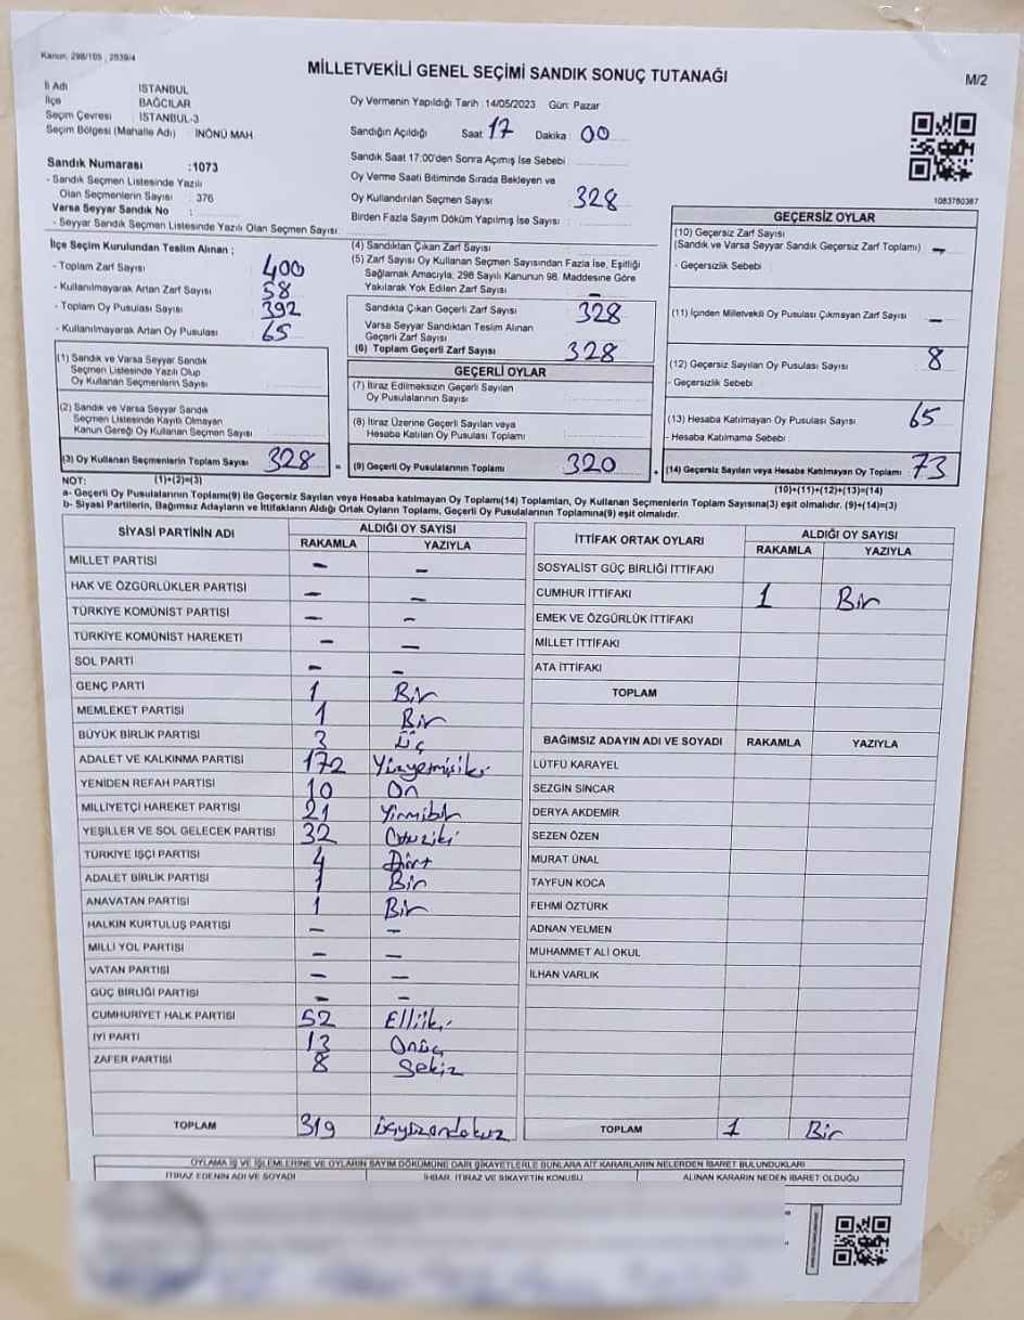 Kanun: 298/105, 2839/4
MİLLETVEKİLİ GENEL SEÇİMİ SANDIK SONUÇ TUTANAĞI
M/2
İl Adı İSTANBUL
İlçe BAĞCILAR
Seçim Çevresi İSTANBUL-3
Seçim Bölgesi (Mahalle Adı) İNÖNÜ MAH
Sandık Numarası :1073
- Sandık Seçmen Listesinde Yazılı
Olan Seçmenlerin Sayısı : 376
Varsa Seyyar Sandık No :
- Seyyar Sandık Seçmen Listesinde Yazılı Olan Seçmen Sayısı
Oy Vermenin Yapıldığı Tarih :14/05/2023 Gün: Pazar
Sandığın Açıldığı Saat 17 Dakika : 00
Sandık Saat 17:00'den Sonra Açımış İse Sebebi
Oy Verme Saati Bitiminde Sırada Bekleyen ve
Oy Kullandırılan Seçmen Sayısı 328
Birden Fazla Sayım Döküm Yapılmış İse Sayısı
1083780387
İlçe Seçim Kurulundan Teslim Alınan ;
- Toplam Zarf Sayısı 400
- Kullanılmayarak Artan Zarf Sayısı 58
- Toplam Oy Pusulası Sayısı 392
- Kullanılmayarak Artan Oy Pusulası 65
(1) Sandık ve Varsa Seyyar Sandık
Seçmen Listesinde Yazılı Olup
Oy Kullanan Seçmenlerin Sayısı
(2) Sandık ve Varsa Seyyar Sandık
Seçmen Listesinde Kayıtlı Olmayan
Kanun Gereği Oy Kullanan Seçmen Sayısı
(3) Oy Kullanan Seçmenlerin Toplam Sayısı 328 =
(1)+(2)=(3)
(4) Sandıktan Çıkan Zarf Sayısı
(5) Zarf Sayısı Oy Kullanan Seçmen Sayısından Fazla İse, Eşitliği
Sağlamak Amacıyla, 298 Sayılı Kanunun 98. Maddesine Göre
Yakılarak Yok Edilen Zarf Sayısı –
Sandıkta Çıkan Geçerli Zarf Sayısı 328
Varsa Seyyar Sandıktan Teslim Alınan
Geçerli Zarf Sayısı
(6) Toplam Geçerli Zarf Sayısı 328
GEÇERLİ OYLAR
(7) İtiraz Edilmeksizin Geçerli Sayılan
Oy Pusulalarının Sayısı
(8) İtiraz Üzerine Geçerli Sayılan veya
Hesaba Katılan Oy Pusulası Toplamı
(9) Geçerli Oy Pusulalarının Toplamı 320 +
GEÇERSİZ OYLAR
(10) Geçersiz Zarf Sayısı
(Sandık ve Varsa Seyyar Sandık Geçersiz Zarf Toplamı) –
- Geçersizlik Sebebi
(11) İçinden Milletvekili Oy Pusulası Çıkmayan Zarf Sayısı –
(12) Geçersiz Sayılan Oy Pusulası Sayısı 8
- Geçersizlik Sebebi
(13) Hesaba Katılmayan Oy Pusulası Sayısı 65
- Hesaba Katılmama Sebebi
(14) Geçersiz Sayılan veya Hesaba Katılmayan Oy Toplamı 73
(10)+(11)+(12)+(13)=(14)
NOT:
a- Geçerli Oy Pusulalarının Toplamı(9) ile Geçersiz Sayılan veya Hesaba katılmayan Oy Toplamı(14) Toplamları, Oy Kullanan Seçmenlerin Toplam Sayısına(3) eşit olmalıdır. (9)+(14)=(3)
b- Siyasi Partilerin, Bağımsız Adayların ve İttifakların Aldığı Ortak Oyların Toplamı, Geçerli Oy Pusulalarının Toplamına(9) eşit olmalıdır.
SİYASİ PARTİNİN ADI ALDIĞI OY SAYISI
RAKAMLA YAZIYLA
MİLLET PARTİSİ – –
HAK VE ÖZGÜRLÜKLER PARTİSİ – –
TÜRKİYE KOMÜNİST PARTİSİ – –
TÜRKİYE KOMÜNİST HAREKETİ – –
SOL PARTİ – –
GENÇ PARTİ 1 Bir
MEMLEKET PARTİSİ 1 Bir
BÜYÜK BİRLİK PARTİSİ 3 Üç
ADALET VE KALKINMA PARTİSİ 172 Yüzyetmişiki
YENİDEN REFAH PARTİSİ 10 On
MİLLİYETÇİ HAREKET PARTİSİ 21 Yirmibir
YEŞİLLER VE SOL GELECEK PARTİSİ 32 Otuziki
TÜRKİYE İŞÇİ PARTİSİ 4 Dört
ADALET BİRLİK PARTİSİ 1 Bir
ANAVATAN PARTİSİ 1 Bir
HALKIN KURTULUŞ PARTİSİ – –
MİLLİ YOL PARTİSİ – –
VATAN PARTİSİ – –
GÜÇ BİRLİĞİ PARTİSİ – –
CUMHURİYET HALK PARTİSİ 52 Elliiki
İYİ PARTİ 13 Onüç
ZAFER PARTİSİ 8 Sekiz
TOPLAM 319 üçyüzondokuz
İTTİFAK ORTAK OYLARI ALDIĞI OY SAYISI
RAKAMLA YAZIYLA
SOSYALİST GÜÇ BİRLİĞİ İTTİFAKI
CUMHUR İTTİFAKI 1 Bir
EMEK VE ÖZGÜRLÜK İTTİFAKI
MİLLET İTTİFAKI
ATA İTTİFAKI
TOPLAM
BAĞIMSIZ ADAYIN ADI VE SOYADI RAKAMLA YAZIYLA
LÜTFÜ KARAYEL
SEZGİN SİNCAR
DERYA AKDEMİR
SEZEN ÖZEN
MURAT ÜNAL
TAYFUN KOCA
FEHMİ ÖZTÜRK
ADNAN YELMEN
MUHAMMET ALİ OKUL
İLHAN VARLIK
TOPLAM 1 Bir
OYLAMA İŞ VE İŞLEMLERİNE VE OYLARIN SAYIM DÖKÜMÜNE DAİR ŞİKAYETLERLE BUNLARA AİT KARARLARIN NELERDEN İBARET BULUNDUKLARI
İTİRAZ EDENİN ADI VE SOYADI İHBAR, İTİRAZ VE ŞİKAYETİN KONUSU ALINAN KARARIN NEDEN İBARET OLDUĞU